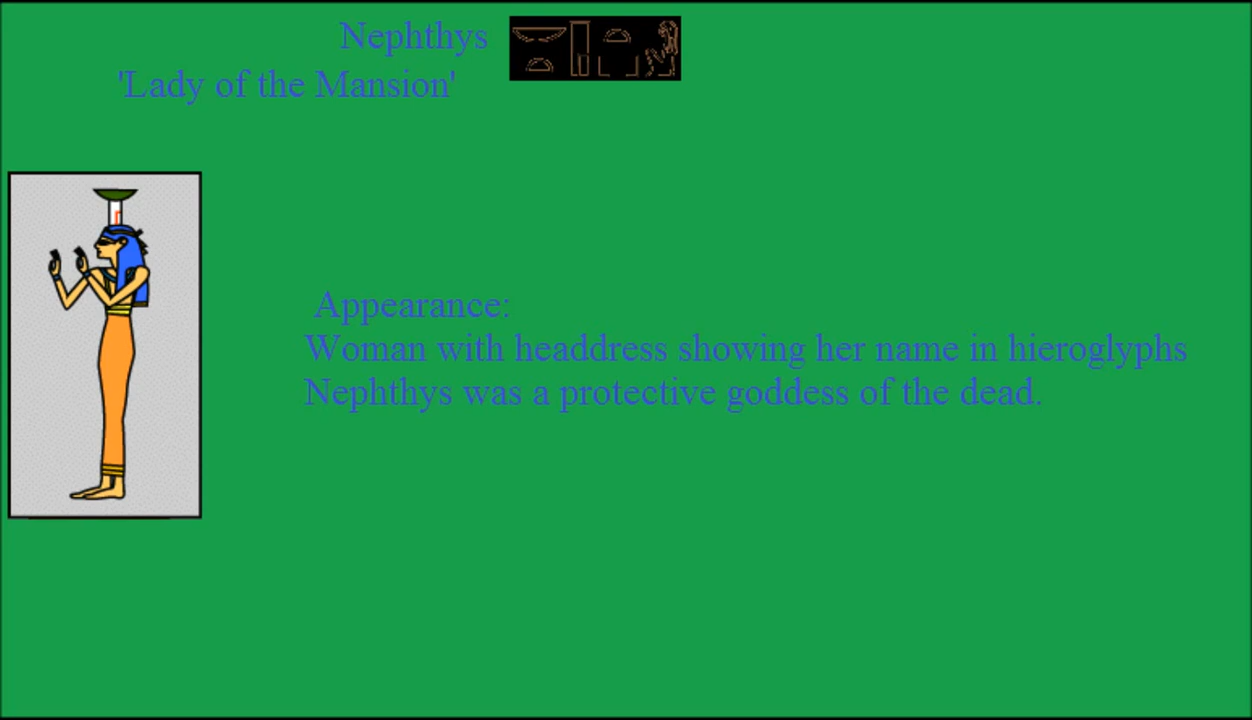 Nephthys
'Lady of the Mansion'
Appearance:
Woman with headdress showing her name in hieroglyphs
Nephthys was a protective goddess of the dead.